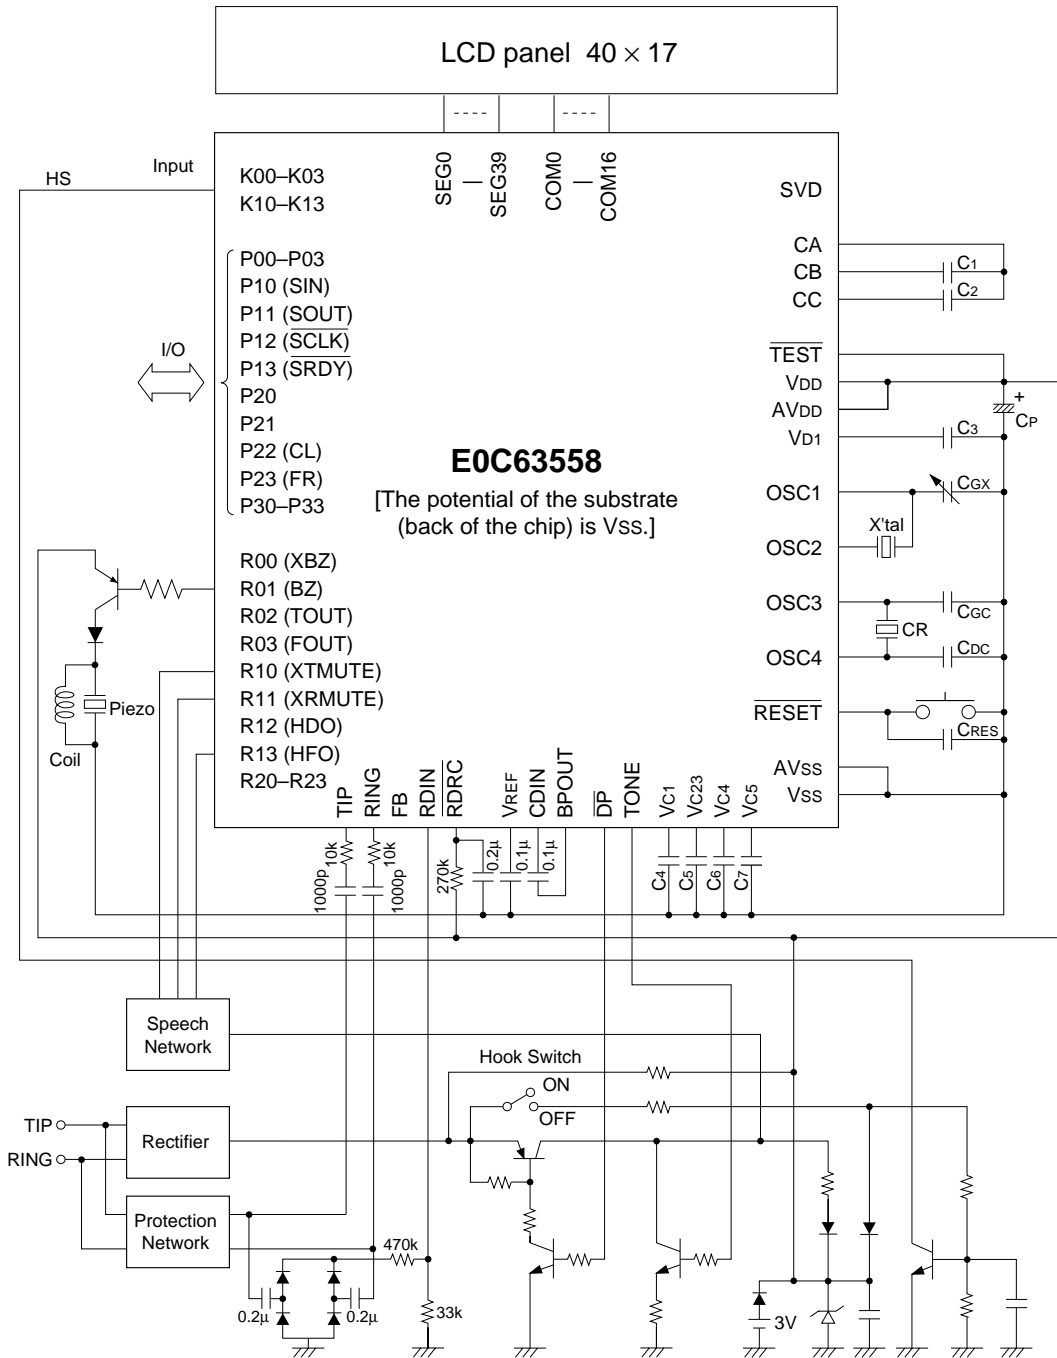 LCD panel 40 × 17
HS
Input
K00–K03
K10–K13
SEG0
—
SEG39
COM0
—
COM16
SVD
CA
CB
CC
C1
C2
P00–P03
P10 (SIN)
P11 (SOUT)
P12 (SCLK)
P13 (SRDY)
P20
P21
P22 (CL)
P23 (FR)
P30–P33
I/O
TEST
VDD
AVDD
VD1
+
CP
C3
E0C63558
[The potential of the substrate
(back of the chip) is VSS.]
OSC1
OSC2
CGX
X'tal
OSC3
OSC4
CR
CGC
CDC
RESET
CRES
AVSS
VSS
R00 (XBZ)
R01 (BZ)
R02 (TOUT)
R03 (FOUT)
R10 (XTMUTE)
R11 (XRMUTE)
R12 (HDO)
R13 (HFO)
R20–R23
Piezo
Coil
TIP
RING
FB
RDIN
RDRC
VREF
CDIN
BPOUT
DP
TONE
VC1
VC23
VC4
VC5
10k
1000p
10k
1000p
270k
0.2µ
0.1µ
0.1µ
C4
C5
C6
C7
Speech
Network
Hook Switch
ON
OFF
TIP
RING
Rectifier
Protection
Network
470k
0.2µ
0.2µ
33k
3V